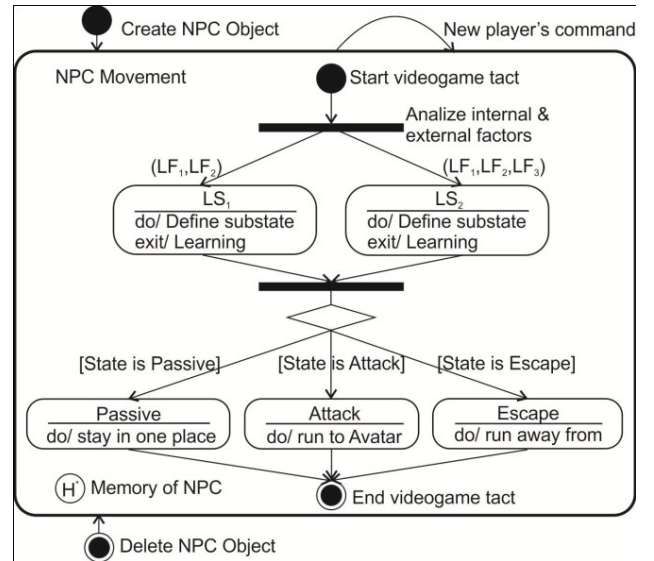 Create NPC Object
New player's command
NPC Movement
Start videogame tact
Analize internal &
external factors
(LF₁,LF₂)
(LF₁,LF₂,LF₃)
LS₁
do/ Define substate
exit/ Learning
LS₂
do/ Define substate
exit/ Learning
[State is Passive]
[State is Attack]
[State is Escape]
Passive
do/ stay in one place
Attack
do/ run to Avatar
Escape
do/ run away from
H* Memory of NPC
End videogame tact
Delete NPC Object